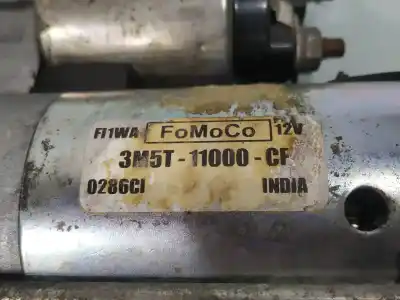 FI1WA FoMoCo 12V
3M5T-11000-CF
0286CI INDIA